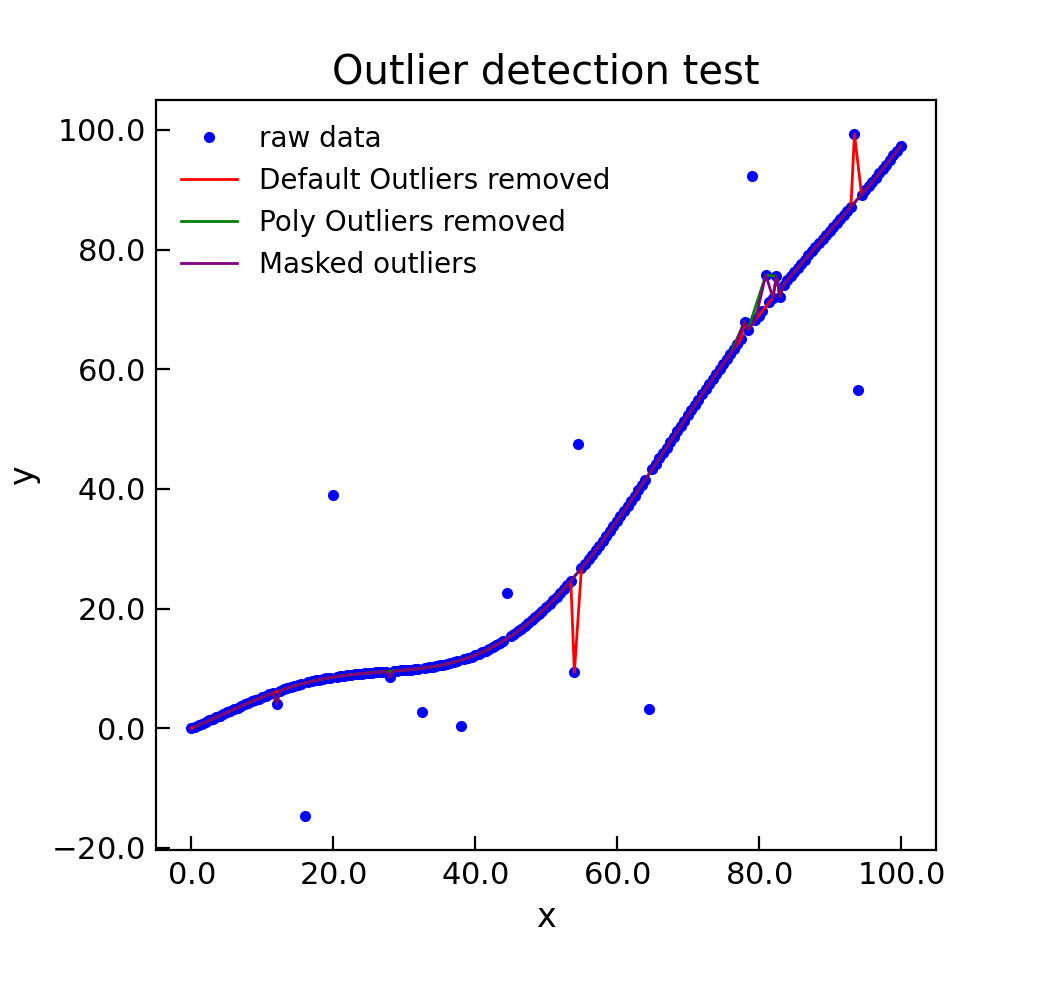 Outlier detection test
100.0
80.0
60.0
40.0
20.0
0.0
−20.0
y
raw data
Default Outliers removed
Poly Outliers removed
Masked outliers
0.0 20.0 40.0 60.0 80.0 100.0
x